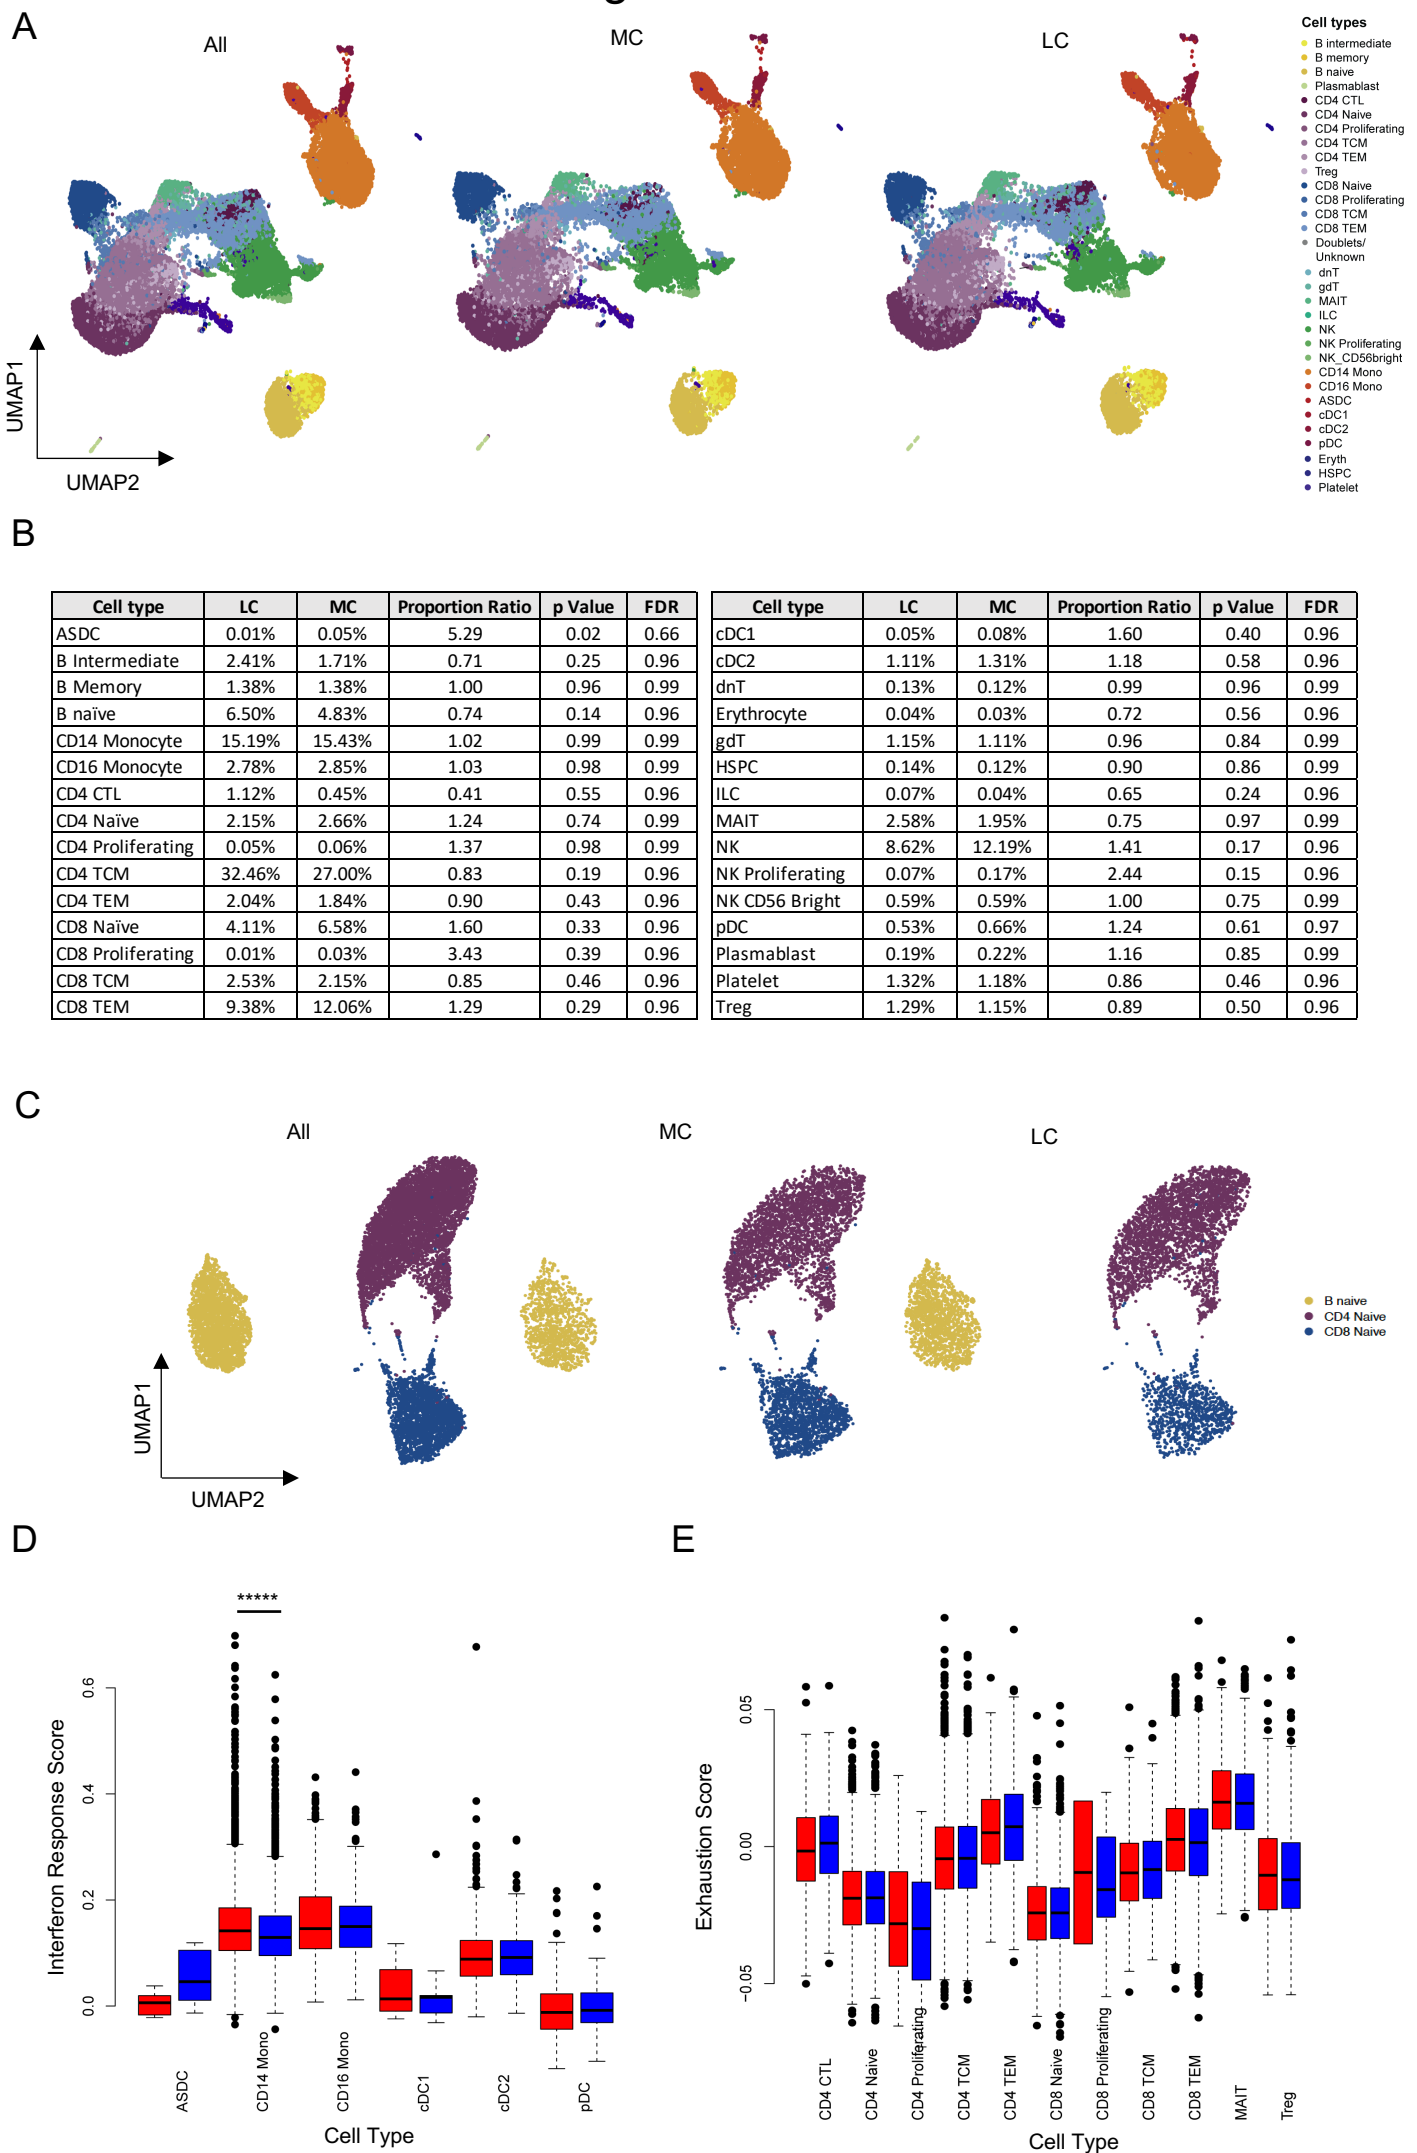 g
A
All
MC
LC
Cell types
B intermediate
B memory
B naive
Plasmablast
CD4 CTL
CD4 Naive
CD4 Proliferating
CD4 TCM
CD4 TEM
Treg
CD8 Naive
CD8 Proliferating
CD8 TCM
CD8 TEM
Doublets/
Unknown
dnT
gdT
MAIT
ILC
NK
NK Proliferating
NK_CD56bright
CD14 Mono
CD16 Mono
ASDC
cDC1
cDC2
pDC
Eryth
HSPC
Platelet
UMAP1
UMAP2
B
Cell type LC MC Proportion Ratio p Value FDR
ASDC 0.01% 0.05% 5.29 0.02 0.66
B Intermediate 2.41% 1.71% 0.71 0.25 0.96
B Memory 1.38% 1.38% 1.00 0.96 0.99
B naïve 6.50% 4.83% 0.74 0.14 0.96
CD14 Monocyte 15.19% 15.43% 1.02 0.99 0.99
CD16 Monocyte 2.78% 2.85% 1.03 0.98 0.99
CD4 CTL 1.12% 0.45% 0.41 0.55 0.96
CD4 Naïve 2.15% 2.66% 1.24 0.74 0.99
CD4 Proliferating 0.05% 0.06% 1.37 0.98 0.99
CD4 TCM 32.46% 27.00% 0.83 0.19 0.96
CD4 TEM 2.04% 1.84% 0.90 0.43 0.96
CD8 Naïve 4.11% 6.58% 1.60 0.33 0.96
CD8 Proliferating 0.01% 0.03% 3.43 0.39 0.96
CD8 TCM 2.53% 2.15% 0.85 0.46 0.96
CD8 TEM 9.38% 12.06% 1.29 0.29 0.96
Cell type LC MC Proportion Ratio p Value FDR
cDC1 0.05% 0.08% 1.60 0.40 0.96
cDC2 1.11% 1.31% 1.18 0.58 0.96
dnT 0.13% 0.12% 0.99 0.96 0.99
Erythrocyte 0.04% 0.03% 0.72 0.56 0.96
gdT 1.15% 1.11% 0.96 0.84 0.99
HSPC 0.14% 0.12% 0.90 0.86 0.99
ILC 0.07% 0.04% 0.65 0.24 0.96
MAIT 2.58% 1.95% 0.75 0.97 0.99
NK 8.62% 12.19% 1.41 0.17 0.96
NK Proliferating 0.07% 0.17% 2.44 0.15 0.96
NK CD56 Bright 0.59% 0.59% 1.00 0.75 0.99
pDC 0.53% 0.66% 1.24 0.61 0.97
Plasmablast 0.19% 0.22% 1.16 0.85 0.99
Platelet 1.32% 1.18% 0.86 0.46 0.96
Treg 1.29% 1.15% 0.89 0.50 0.96
C
All
MC
LC
B naive
CD4 Naive
CD8 Naive
UMAP1
UMAP2
D
*****
Interferon Response Score
0.6
0.4
0.2
0.0
ASDC
CD14 Mono
CD16 Mono
cDC1
cDC2
pDC
Cell Type
E
Exhaustion Score
0.05
0.00
−0.05
CD4 CTL
CD4 Naive
CD4 Proliferating
CD4 TCM
CD4 TEM
CD8 Naive
CD8 Proliferating
CD8 TCM
CD8 TEM
MAIT
Treg
Cell Type